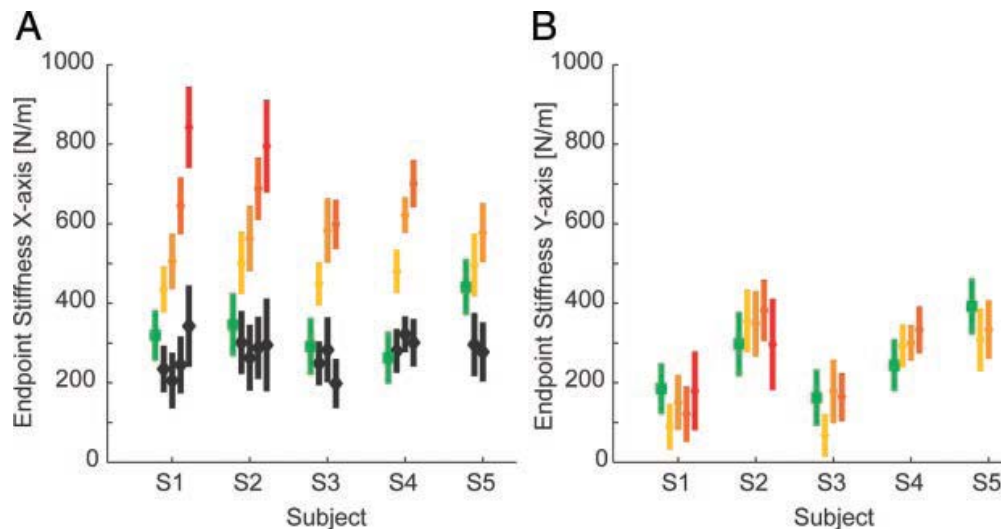 A
Endpoint Stiffness X-axis [N/m]
1000
800
600
400
200
0
S1 S2 S3 S4 S5
Subject
B
Endpoint Stiffness Y-axis [N/m]
1000
800
600
400
200
0
S1 S2 S3 S4 S5
Subject